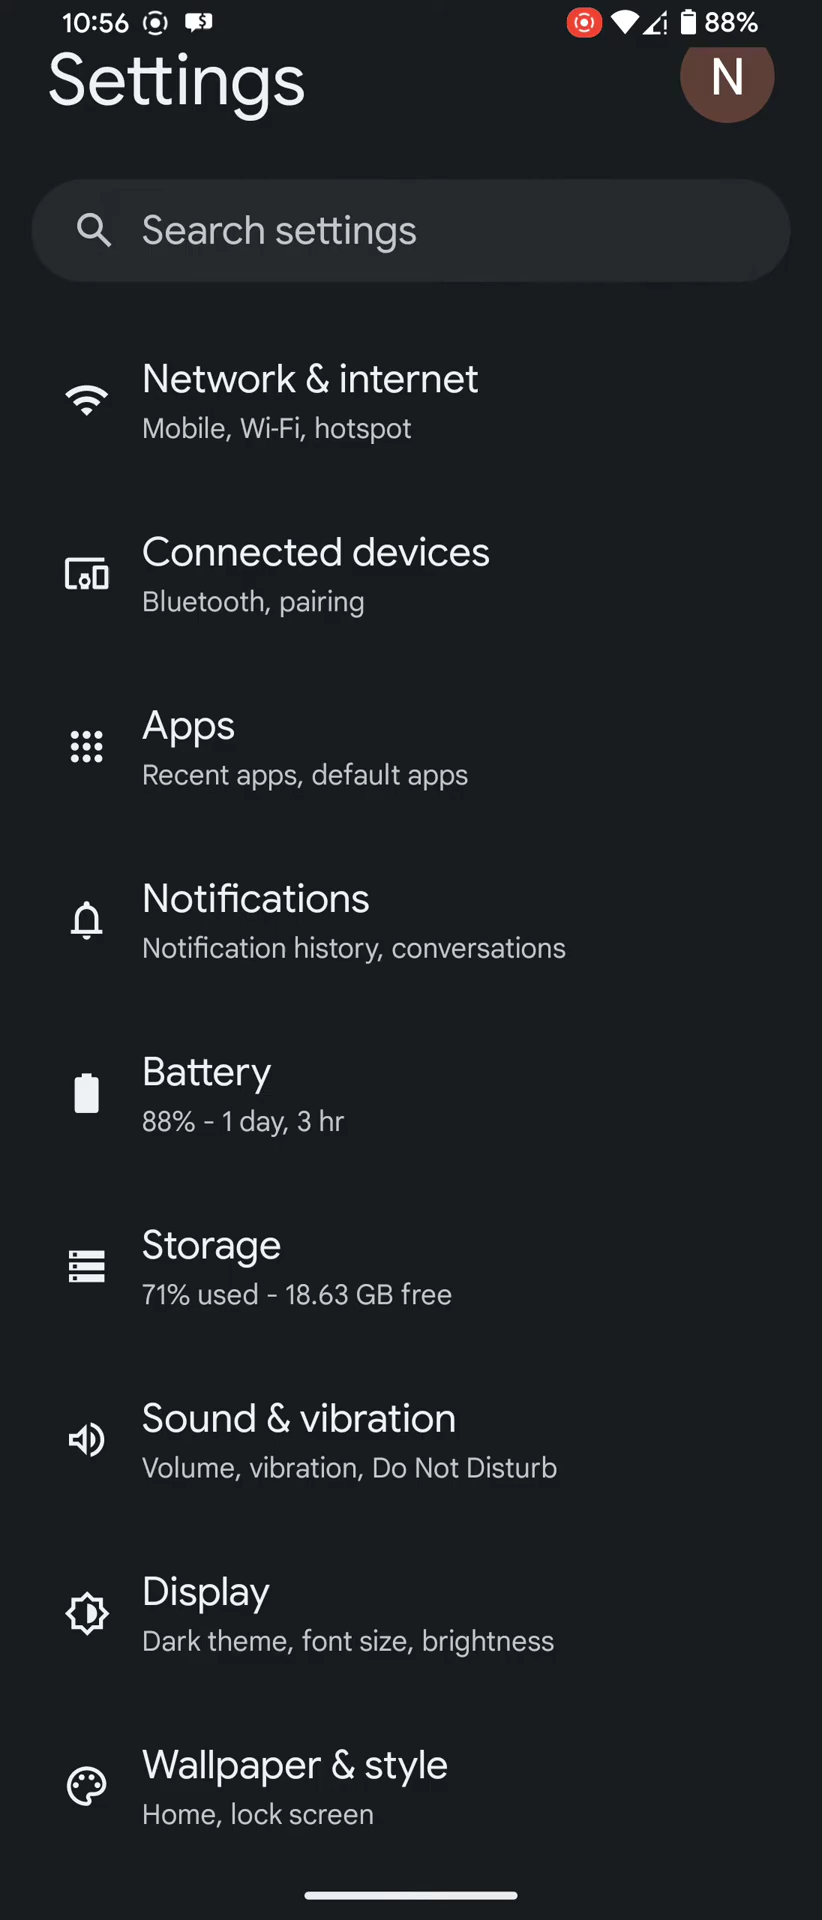 10:56 88%
Settings
N
Search settings
Network & internet
Mobile, Wi-Fi, hotspot
Connected devices
Bluetooth, pairing
Apps
Recent apps, default apps
Notifications
Notification history, conversations
Battery
88% - 1 day, 3 hr
Storage
71% used - 18.63 GB free
Sound & vibration
Volume, vibration, Do Not Disturb
Display
Dark theme, font size, brightness
Wallpaper & style
Home, lock screen